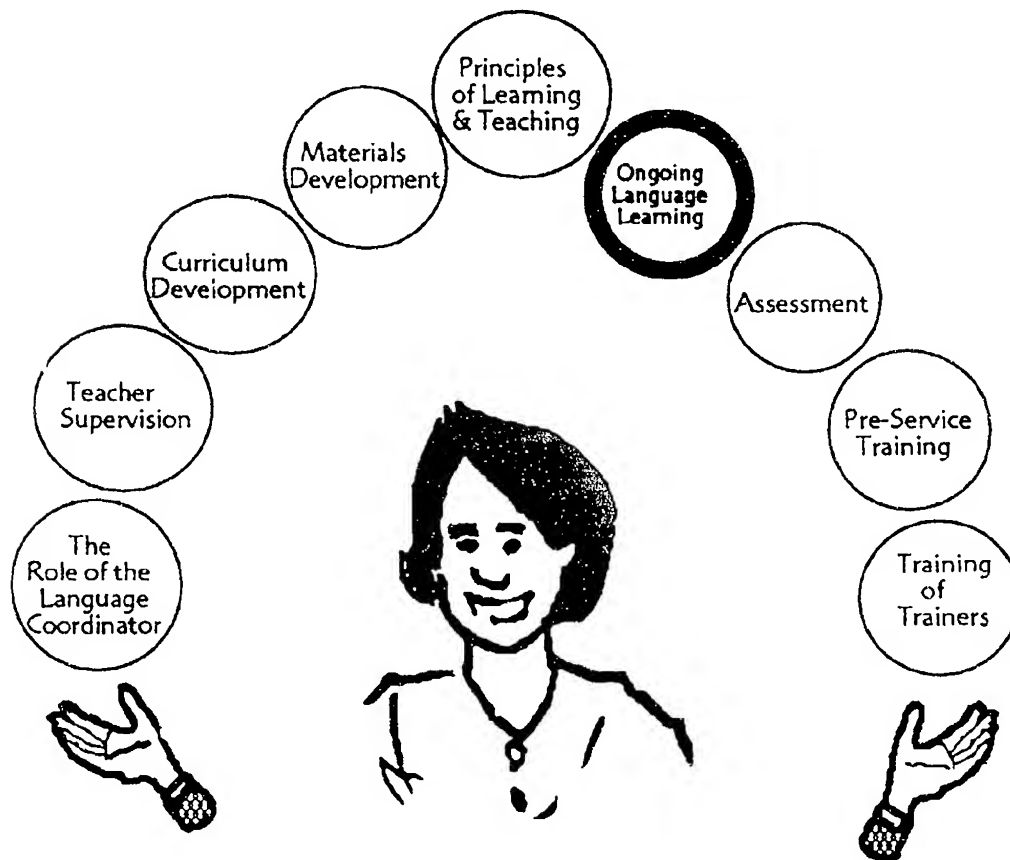 The
Role of the
Language
Coordinator
Teacher
Supervision
Curriculum
Development
Materials
Development
Principles
of Learning
& Teaching
Ongoing
Language
Learning
Assessment
Pre-Service
Training
Training
of
Trainers